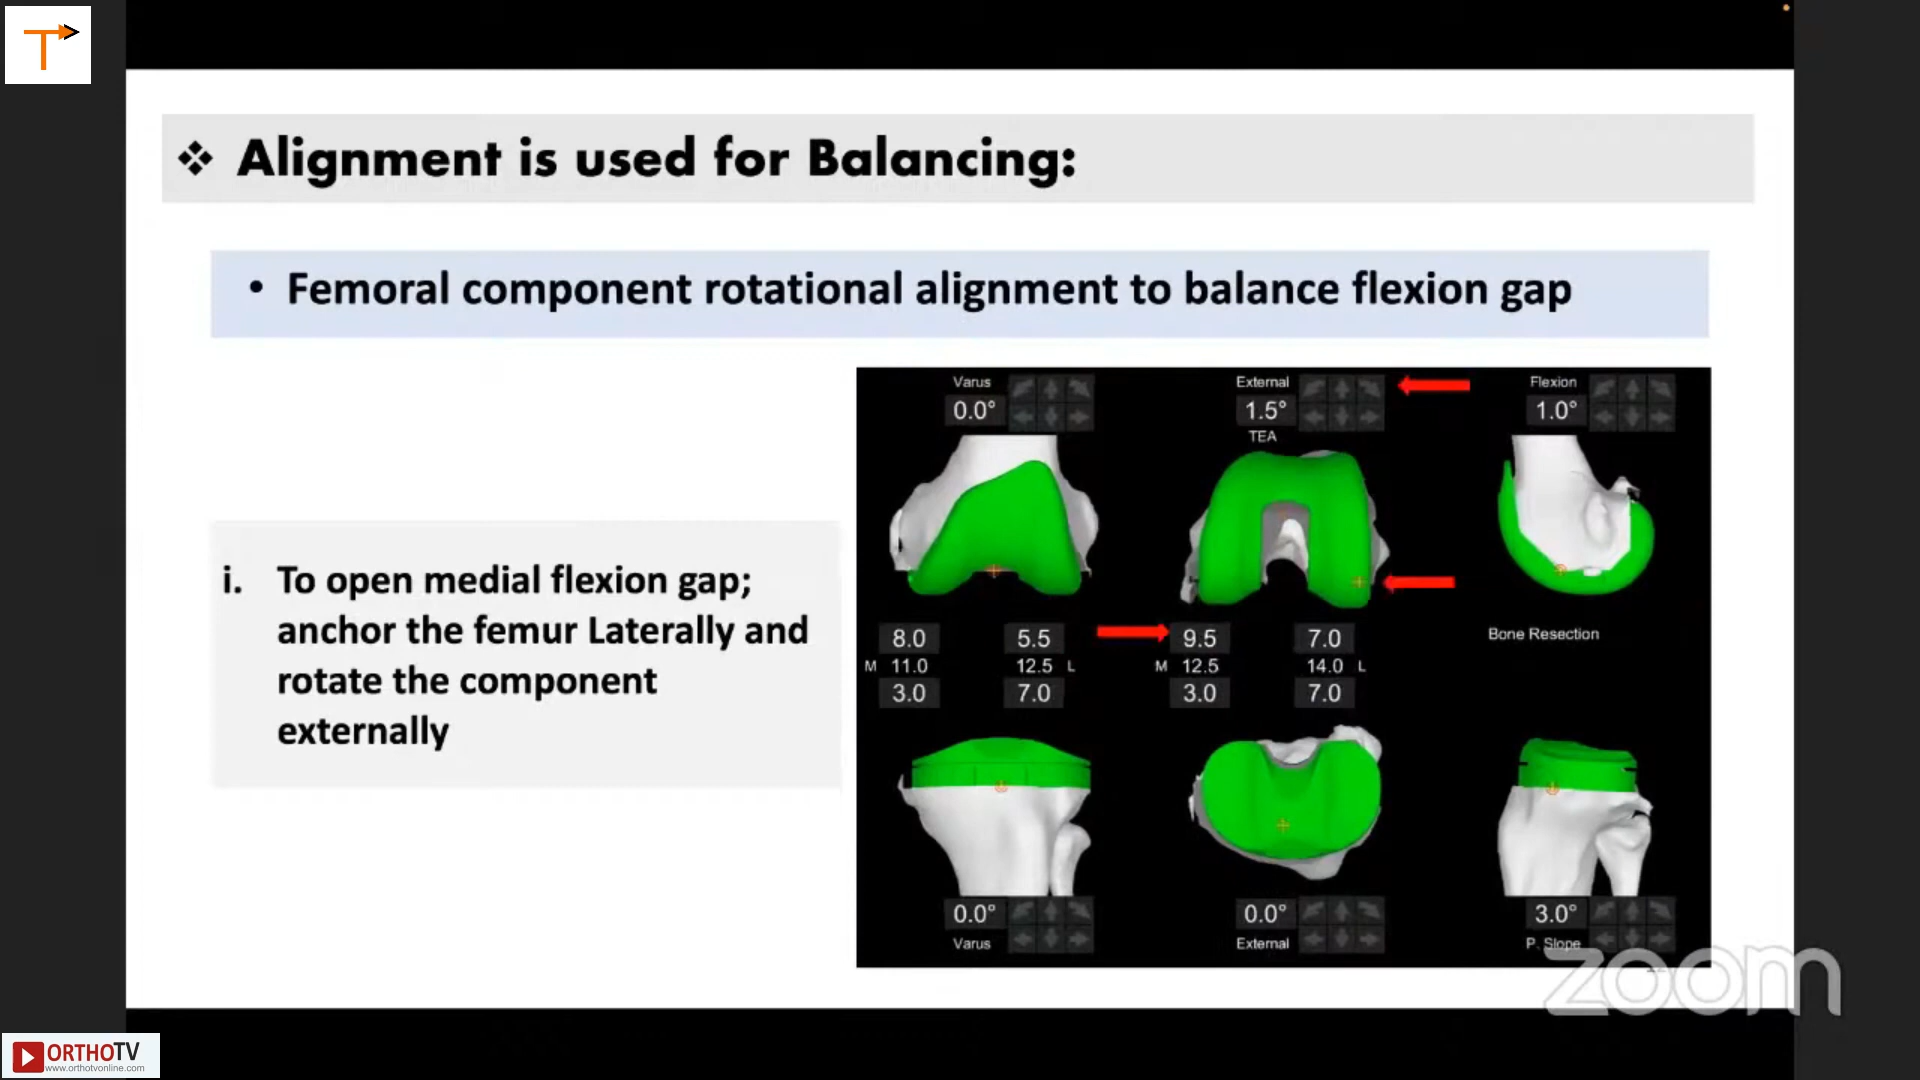 T
❖ Alignment is used for Balancing:
• Femoral component rotational alignment to balance flexion gap
i. To open medial flexion gap;
anchor the femur Laterally and
rotate the component
externally
Varus
0.0°
External
1.5°
TEA
Flexion
1.0°
8.0 5.5
M 11.0 12.5 L
3.0 7.0
9.5 7.0
M 12.5 14.0 L
3.0 7.0
Bone Resection
0.0°
Varus
0.0°
External
3.0°
P. Slope
zoom
ORTHOTV
www.orthotvonline.com